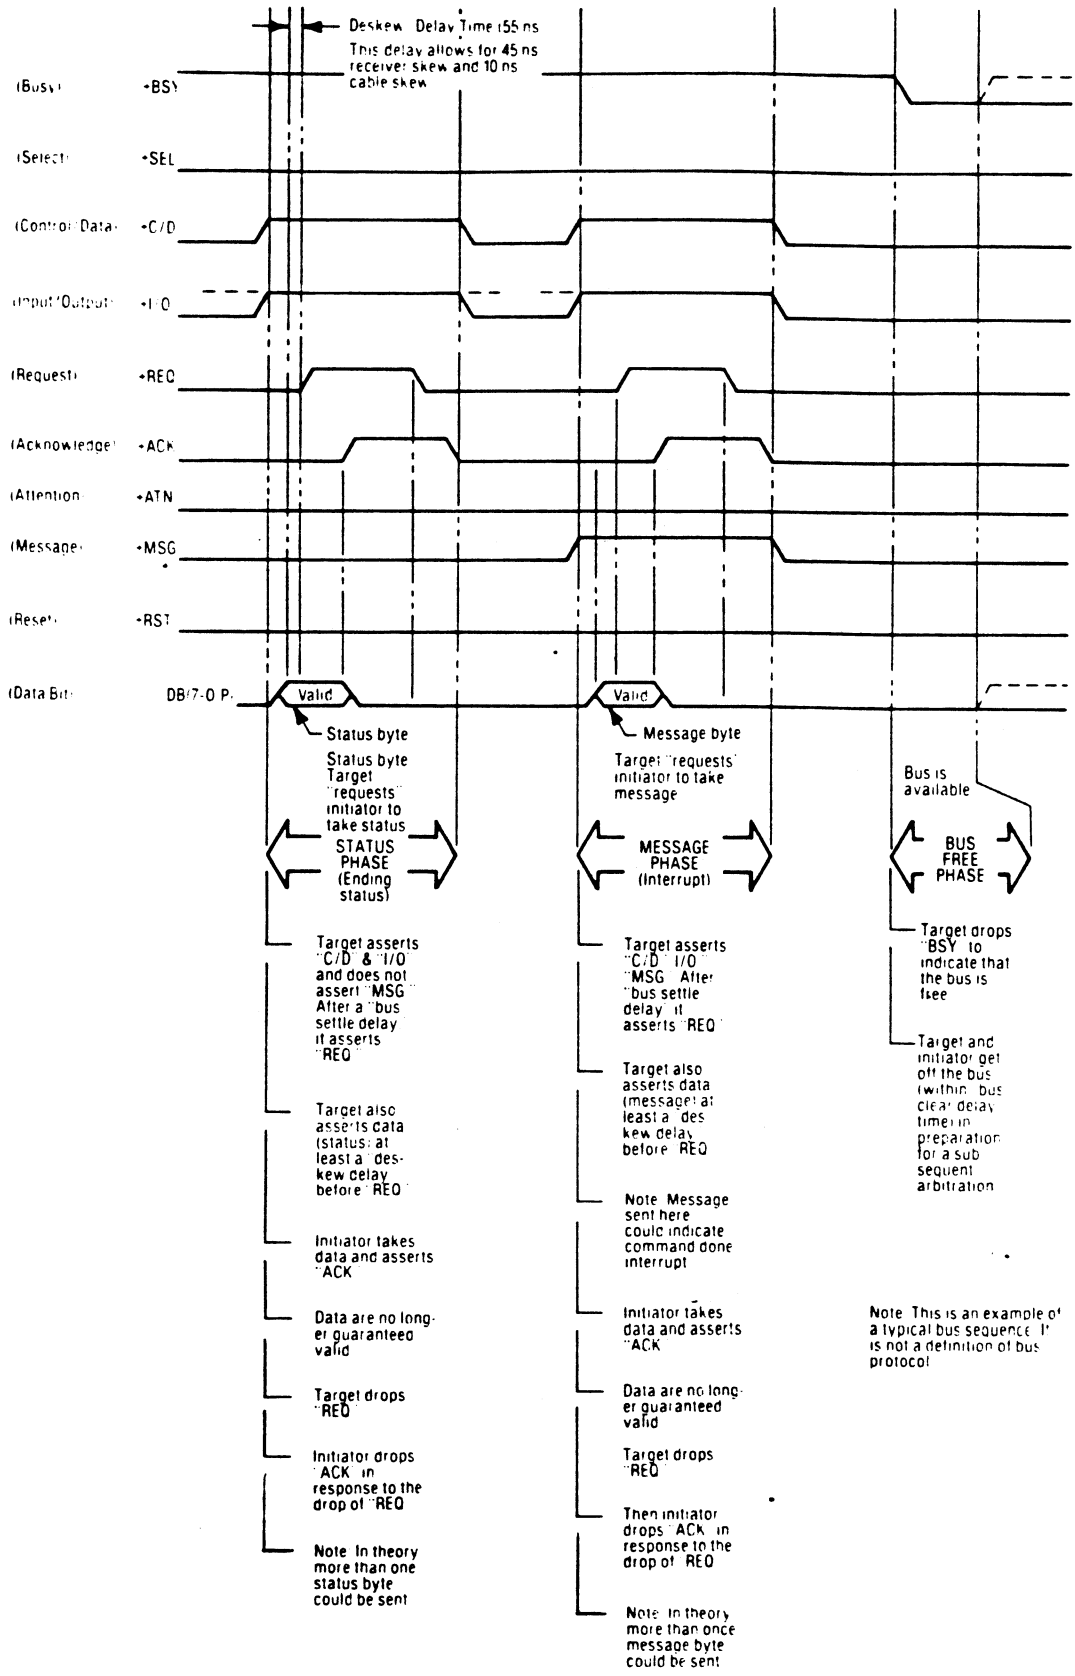 Deskew Delay Time (55 ns
This delay allows for 45 ns
receiver skew and 10 ns
cable skew
(Busy) +BSY
(Select) +SEL
(Control/Data) +C/D
(Input/Output) +I/O
(Request) +REQ
(Acknowledge) +ACK
(Attention) +ATN
(Message) +MSG
(Reset) +RST
(Data Bit) DB(7-0 P)
Valid
Valid
Status byte
Status byte
Target
"requests"
initiator to
take status
Message byte
Target "requests"
initiator to take
message
Bus is
available
STATUS
PHASE
(Ending
status)
MESSAGE
PHASE
(Interrupt)
BUS
FREE
PHASE
Target asserts
"C/D" & "I/O"
and does not
assert "MSG"
After a "bus
settle delay"
it asserts
"REQ"
Target also
asserts data
(status) at
least a "des-
kew delay
before "REQ"
Initiator takes
data and asserts
"ACK"
Data are no long-
er guaranteed
valid
Target drops
"REQ"
Initiator drops
"ACK" in
response to the
drop of "REQ
Note In theory
more than one
status byte
could be sent
Target asserts
"C/D" I/O"
"MSG After
"bus settle
delay" it
asserts "REQ"
Target also
asserts data
(message) at
least a "des
kew delay
before "REQ
Note Message
sent here
could indicate
command done
interrupt
Initiator takes
data and asserts
"ACK
Data are no long-
er guaranteed
valid
Target drops
"REQ"
Then initiator
drops "ACK" in
response to the
drop of "REQ
Note In theory
more than once
message byte
could be sent
Target drops
"BSY" to
indicate that
the bus is
free
Target and
initiator get
off the bus
(within bus
clear delay
time) in
preparation
for a sub
sequent
arbitration
Note This is an example of
a typical bus sequence It
is not a definition of bus
protocol